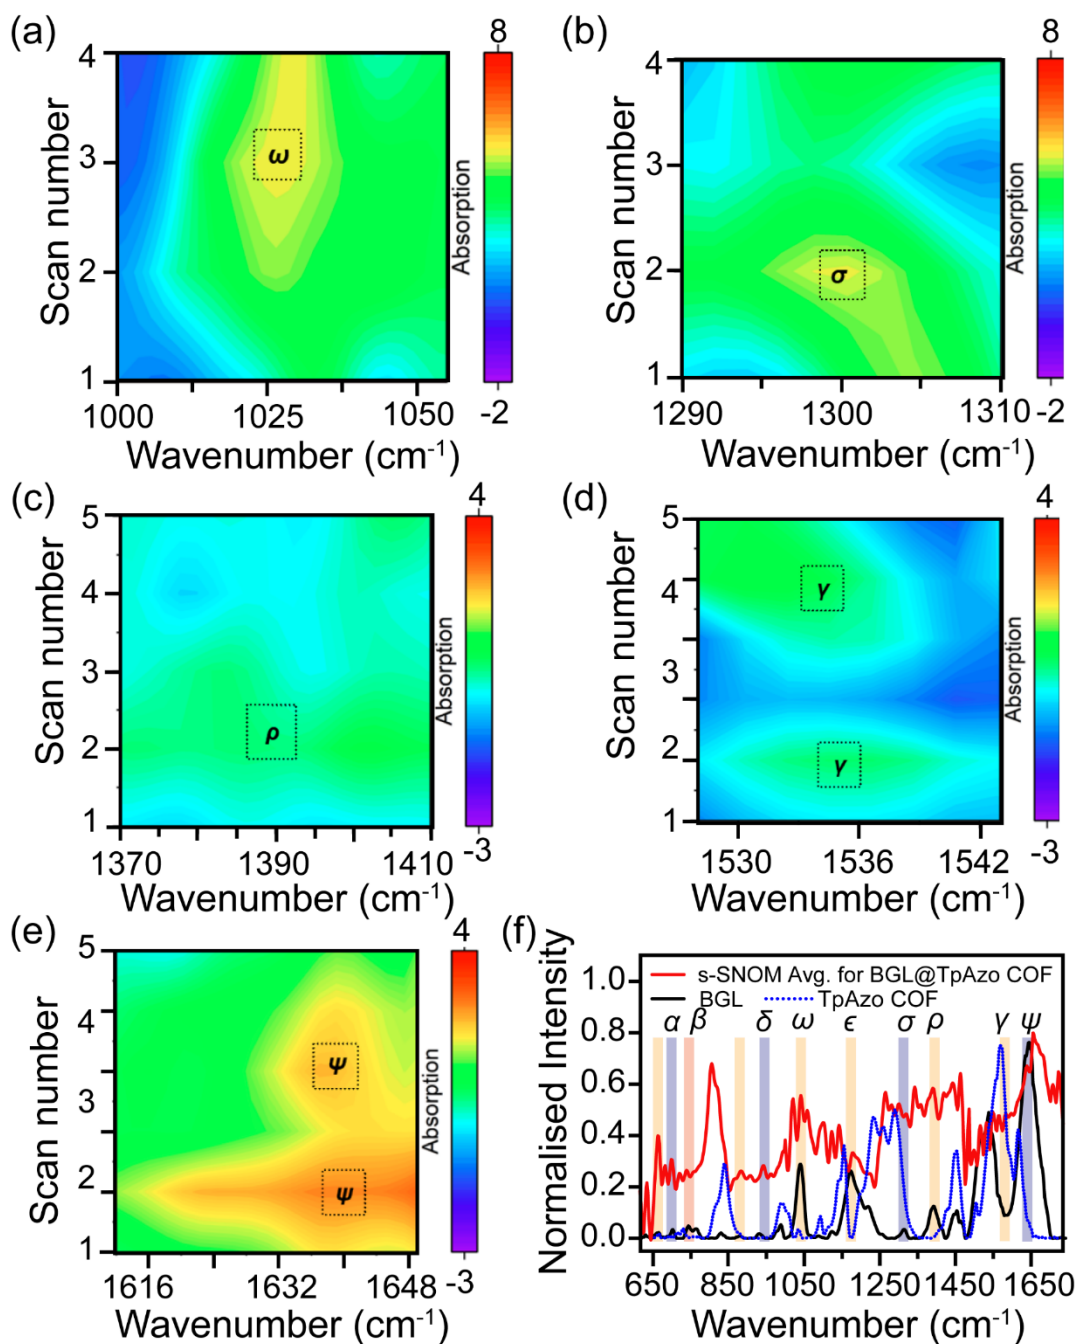 (a)
8
4
3
2
1
Scan number
ω
1000
1025
1050
-2
Absorption
Wavenumber (cm⁻¹)
(b)
8
4
3
2
1
Scan number
σ
1290
1300
1310
-2
Absorption
Wavenumber (cm⁻¹)
(c)
4
5
4
3
2
1
Scan number
ρ
1370
1390
1410
-3
Absorption
Wavenumber (cm⁻¹)
(d)
4
5
4
2
1
Scan number
γ
γ
1530
1536
1542
-3
Absorption
Wavenumber (cm⁻¹)
(e)
4
5
4
3
2
1
Scan number
ψ
ψ
1616
1632
1648
-3
Absorption
Wavenumber (cm⁻¹)
(f)
Normalised Intensity
1.0
0.8
0.6
0.4
0.2
0.0
s-SNOM Avg. for BGL@TpAzo COF
BGL TpAzo COF
α β δ ω ϵ σ ρ γ ψ
650 850 1050 1250 1450 1650
Wavenumber (cm⁻¹)